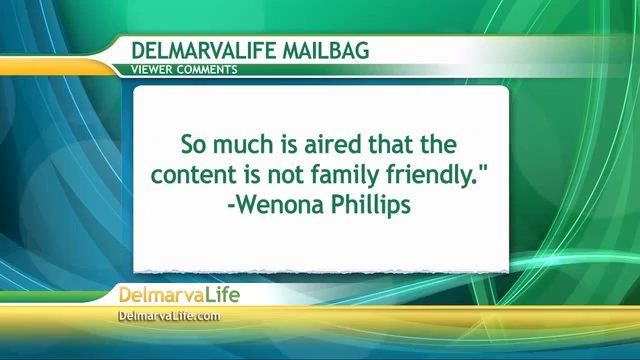 DELMARVALIFE MAILBAG
VIEWER COMMENTS
So much is aired that the
content is not family friendly."
-Wenona Phillips
DelmarvaLife
DelmarvaLife.com